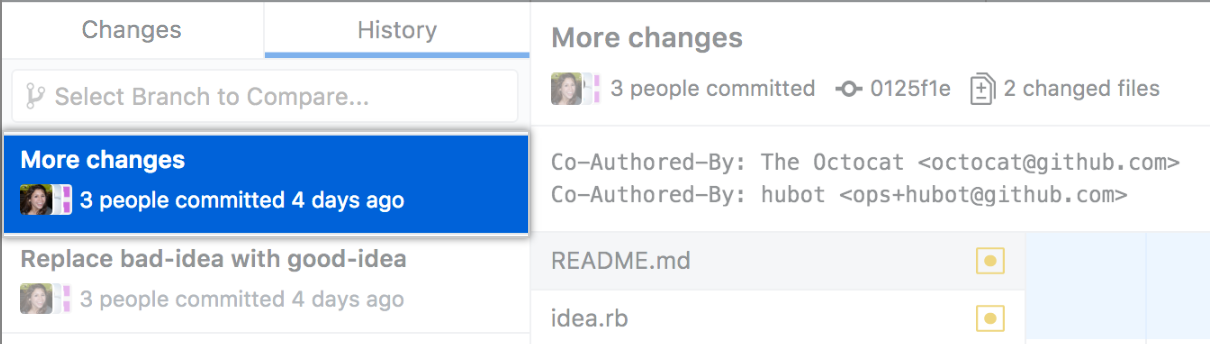 Changes
History
Select Branch to Compare...
More changes
3 people committed 4 days ago
Replace bad-idea with good-idea
3 people committed 4 days ago
More changes
3 people committed 0125f1e 2 changed files
Co-Authored-By: The Octocat <octocat@github.com>
Co-Authored-By: hubot <ops+hubot@github.com>
README.md
idea.rb